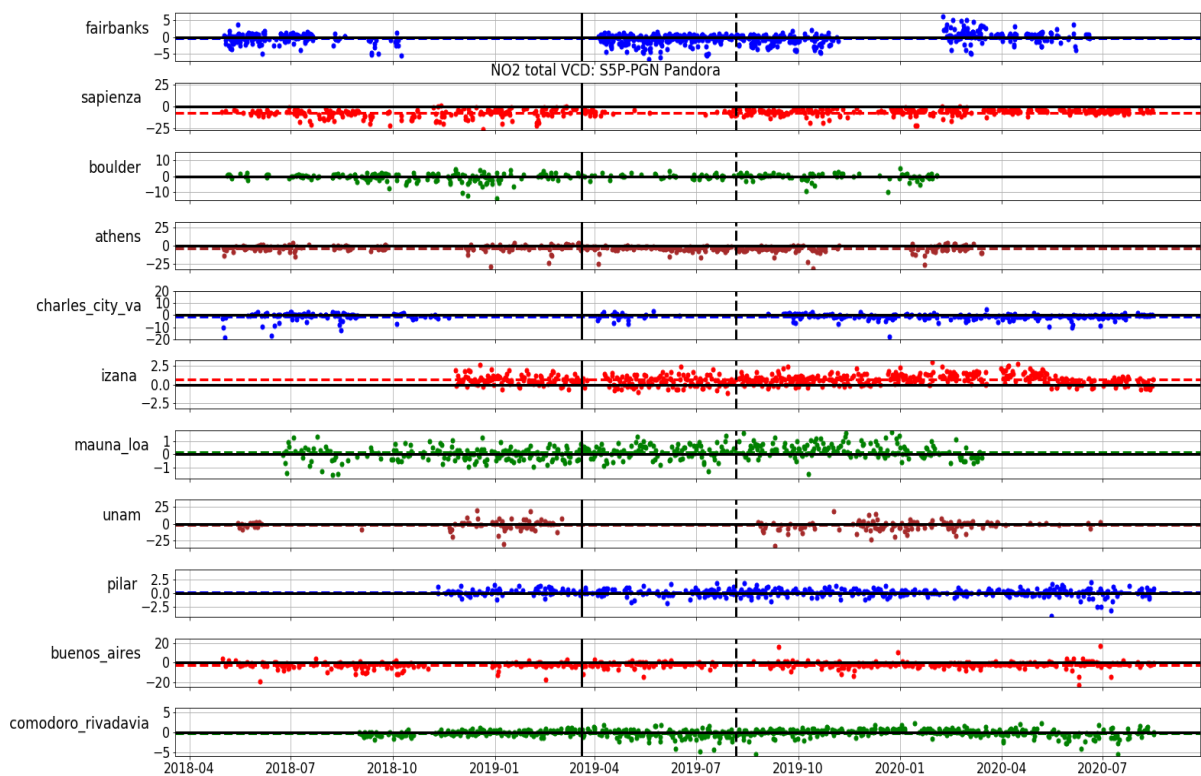 fairbanks
5
0
−5
NO2 total VCD: S5P-PGN Pandora
sapienza
25
0
−25
boulder
10
0
−10
athens
25
0
−25
charles_city_va
20
10
0
−10
−20
izana
2.5
0.0
−2.5
mauna_loa
1
0
−1
unam
25
0
−25
pilar
2.5
0.0
−2.5
buenos_aires
20
0
−20
comodoro_rivadavia
5
0
−5
2018-04 2018-07 2018-10 2019-01 2019-04 2019-07 2019-10 2020-01 2020-04 2020-07